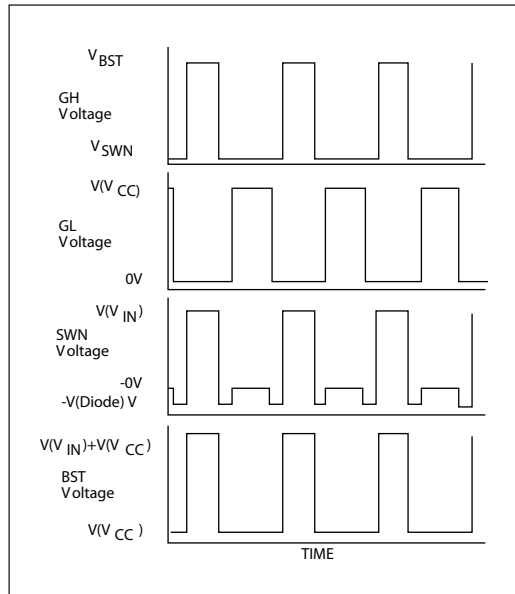 V BST
GH
Voltage
V SWN
V(V CC)
GL
Voltage
0V
V(V IN)
SWN
Voltage
-0V
-V(Diode) V
V(V IN)+V(V CC)
BST
Voltage
V(V CC)
TIME